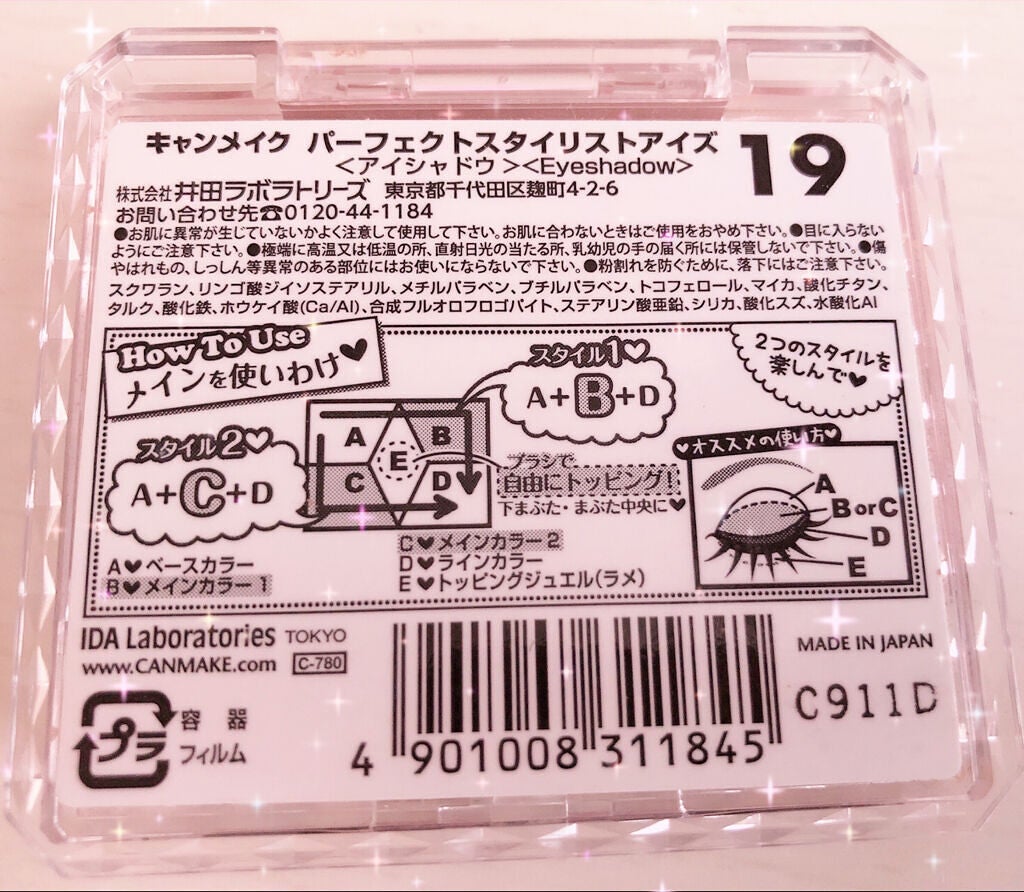 キャンメイク パーフェクトスタイリストアイズ
19
<アイシャドウ><Eyeshadow>
株式会社 井田ラボラトリーズ 東京都千代田区麹町4-2-6
お問い合わせ先☎0120-44-1184
●お肌に異常が生じていないかよく注意して使用して下さい。お肌に合わないときはご使用をおやめ下さい。●目に入らない
ようにご注意下さい。●極端に高温又は低温の所、直射日光の当たる所、乳幼児の手の届く所には保管しないで下さい。●傷
やはれもの、しっしん等異常のある部位にはお使いにならないで下さい。●粉割れを防ぐために、落下にはご注意下さい。
スクワラン、リンゴ酸ジイソステアリル、メチルパラベン、ブチルパラベン、トコフェロール、マイカ、酸化チタン、
タルク、酸化鉄、ホウケイ酸(Ca/Al)、合成フルオロフロゴパイト、ステアリン酸亜鉛、シリカ、酸化スズ、水酸化Al
How To Use
メインを使いわけ♥
スタイル1♡
A+B+D
2つのスタイルを
楽しんで♥
スタイル2♡
A+C+D
A
B
C
D
E
ブラシで
自由にトッピング!
下まぶた・まぶた中央に♥
♥オススメの使い方♥
A
B or C
D
E
A♥ベースカラー
B♥メインカラー1
C♥メインカラー2
D♥ラインカラー
E♥トッピングジュエル(ラメ)
IDA Laboratories TOKYO
www.CANMAKE.com C-780
MADE IN JAPAN
C911D
プラ
容器
フィルム
4 901008 311845